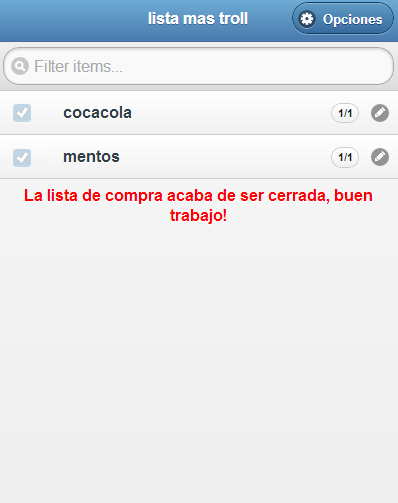 lista mas troll
Opciones
Filter items...
cocacola
1/1
mentos
1/1
La lista de compra acaba de ser cerrada, buen
trabajo!